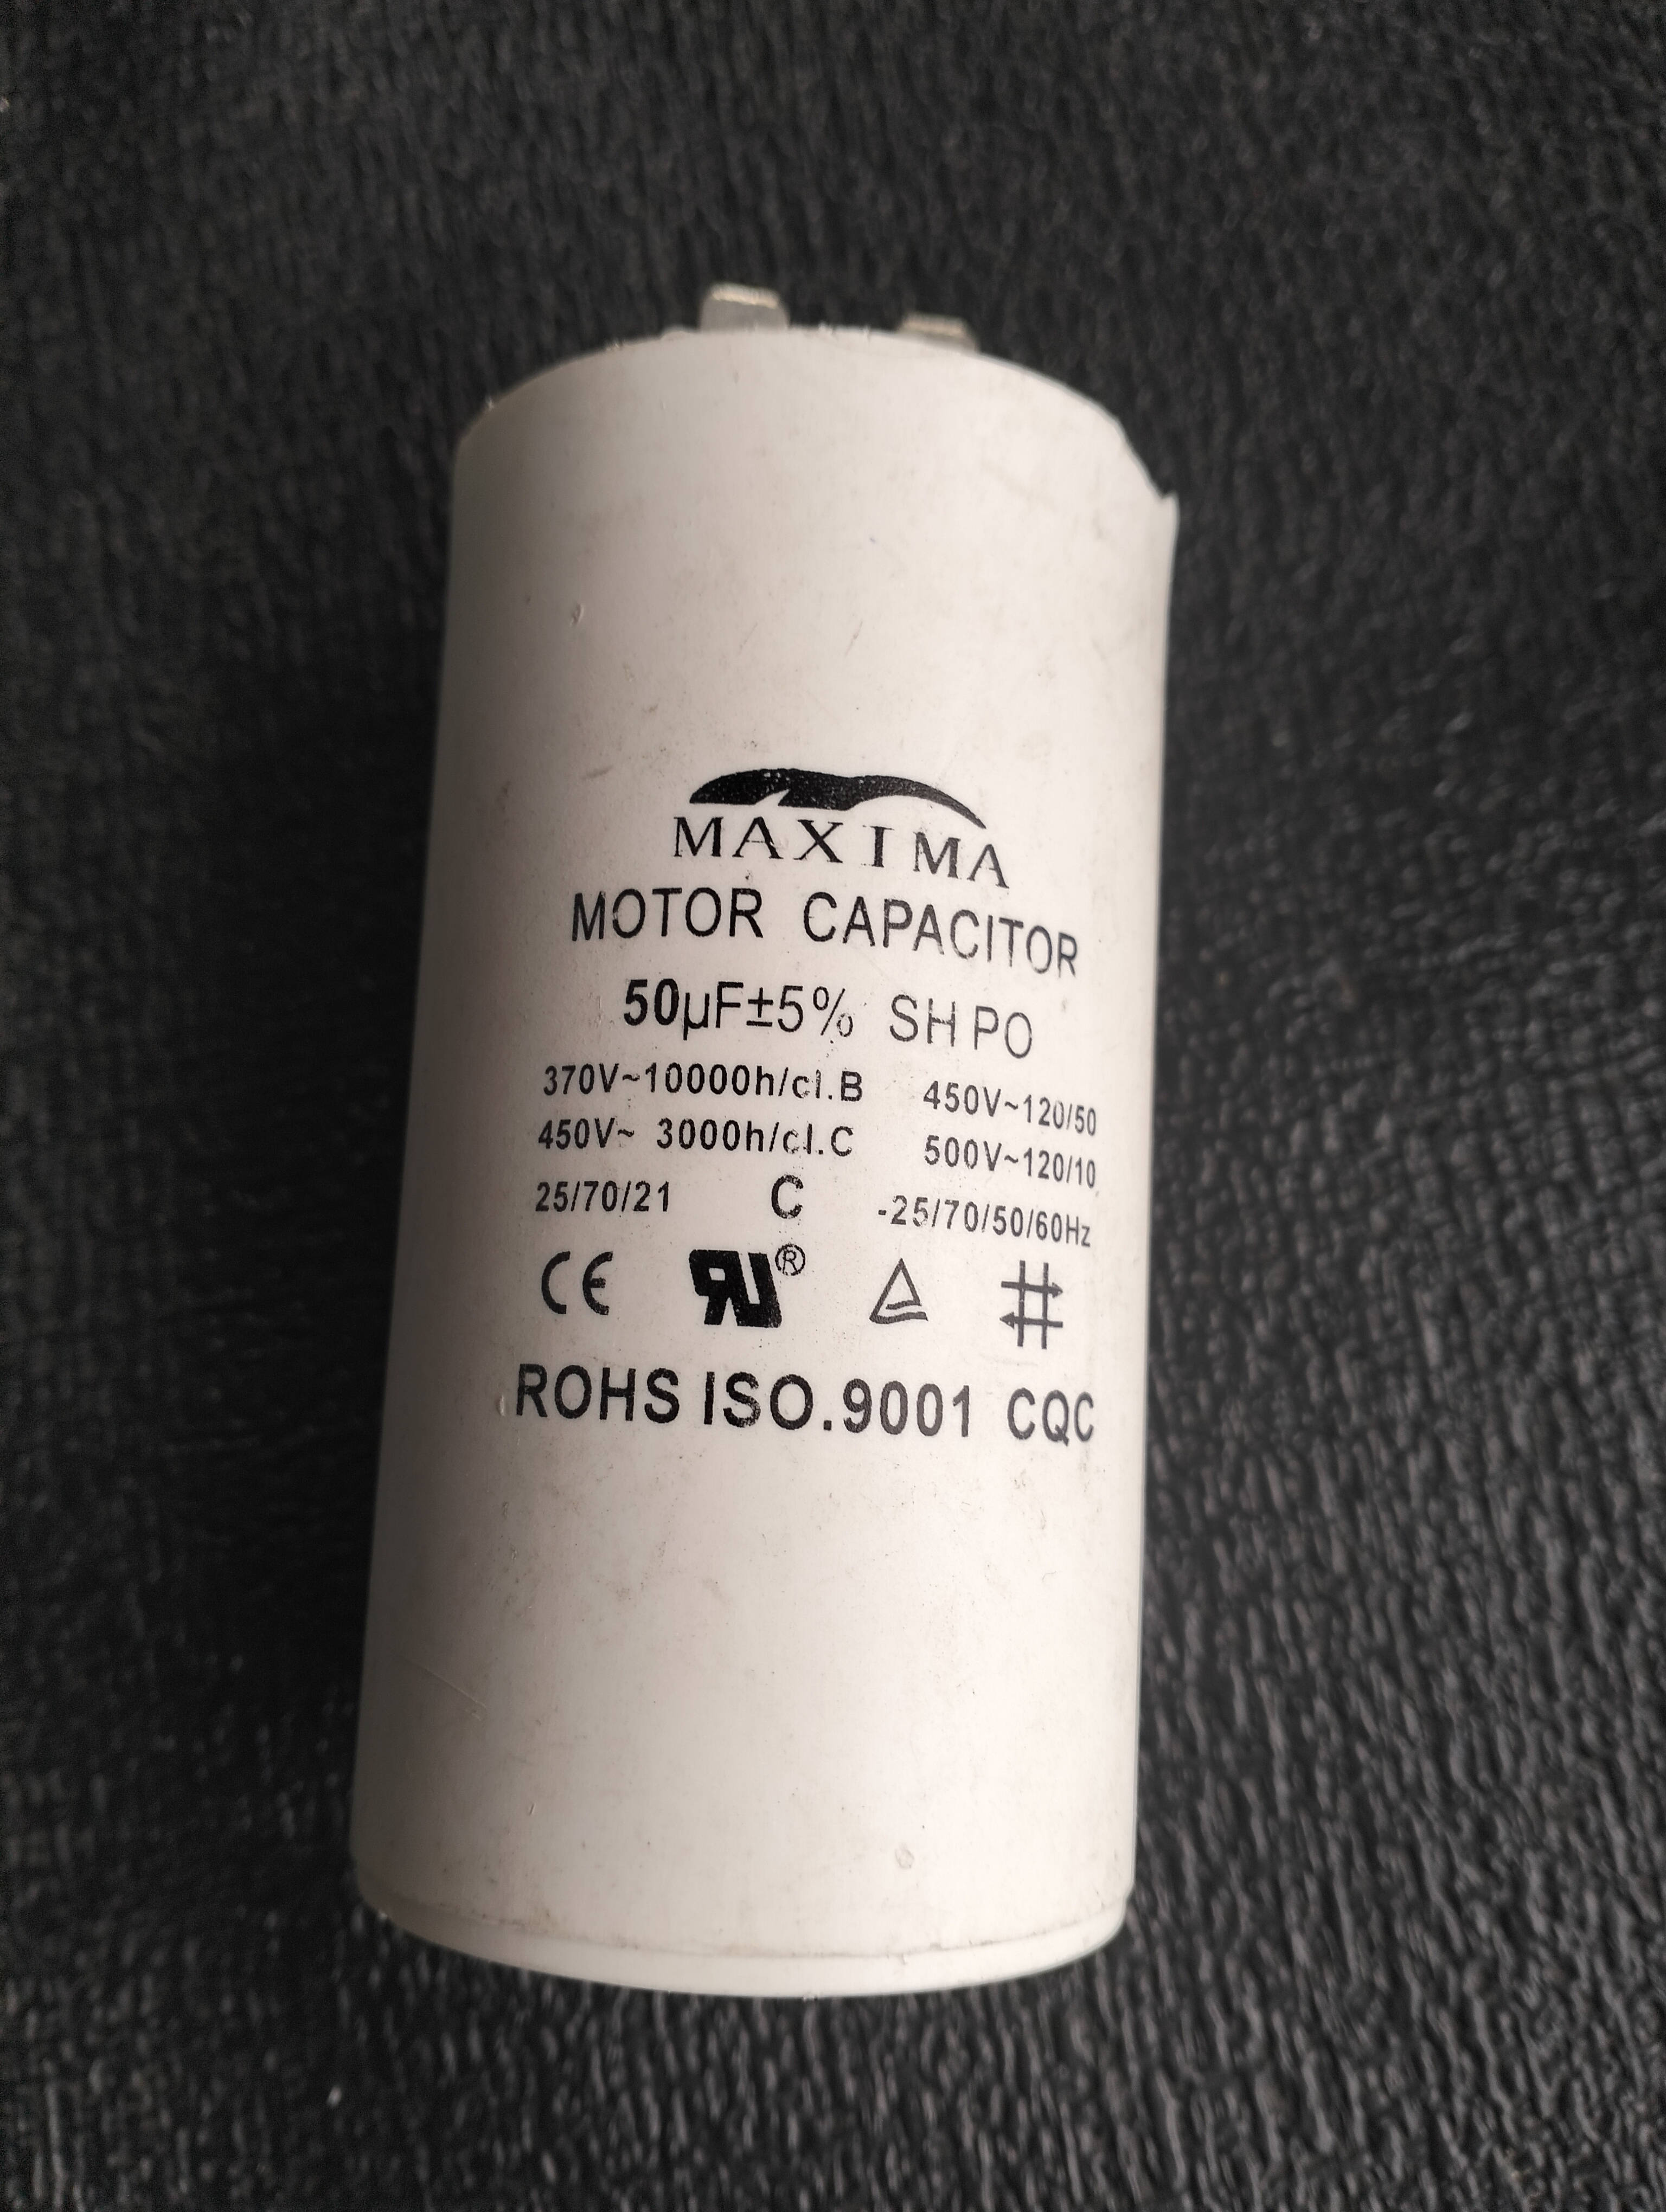 MAXIMA
MOTOR CAPACITOR
50µF±5% SH PO
370V~10000h/cl.B 450V~120/50
450V~ 3000h/cl.C 500V~120/10
25/70/21 C -25/70/50/60Hz
CE RU®
ROHS ISO.9001 CQC